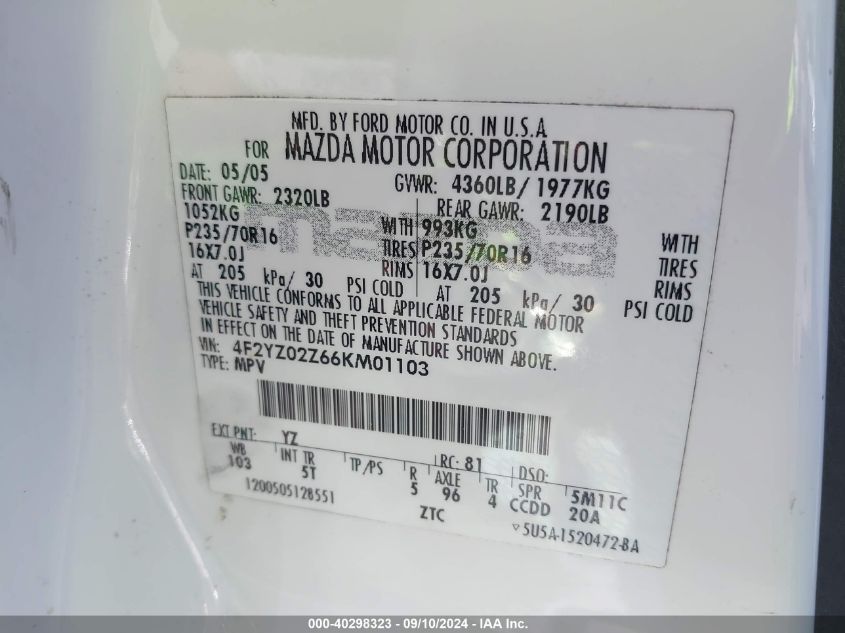 MFD. BY FORD MOTOR CO. IN U.S.A.
FOR MAZDA MOTOR CORPORATION
DATE: 05/05 GVWR: 4360LB/ 1977KG
FRONT GAWR: 2320LB REAR GAWR: 2190LB
1052KG WITH 993KG WITH
P235/70R16 TIRES P235/70R16 TIRES
16X7.0J RIMS 16X7.0J RIMS
AT 205 kPa/ 30 PSI COLD AT 205 kPa/ 30 PSI COLD
mazda
THIS VEHICLE CONFORMS TO ALL APPLICABLE FEDERAL MOTOR
VEHICLE SAFETY AND THEFT PREVENTION STANDARDS
IN EFFECT ON THE DATE OF MANUFACTURE SHOWN ABOVE.
VIN: 4F2YZ02Z66KM01103
TYPE: MPV
EXT PNT: YZ RC: 81 DSO:
WB INT TR TP/PS R AXLE TR SPR
103 5T 5 96 4 CCDD 5M11C
20A
1200505128551 ZTC
5U5A-1520472-BA
000-40298323 - 09/10/2024 - IAA Inc.